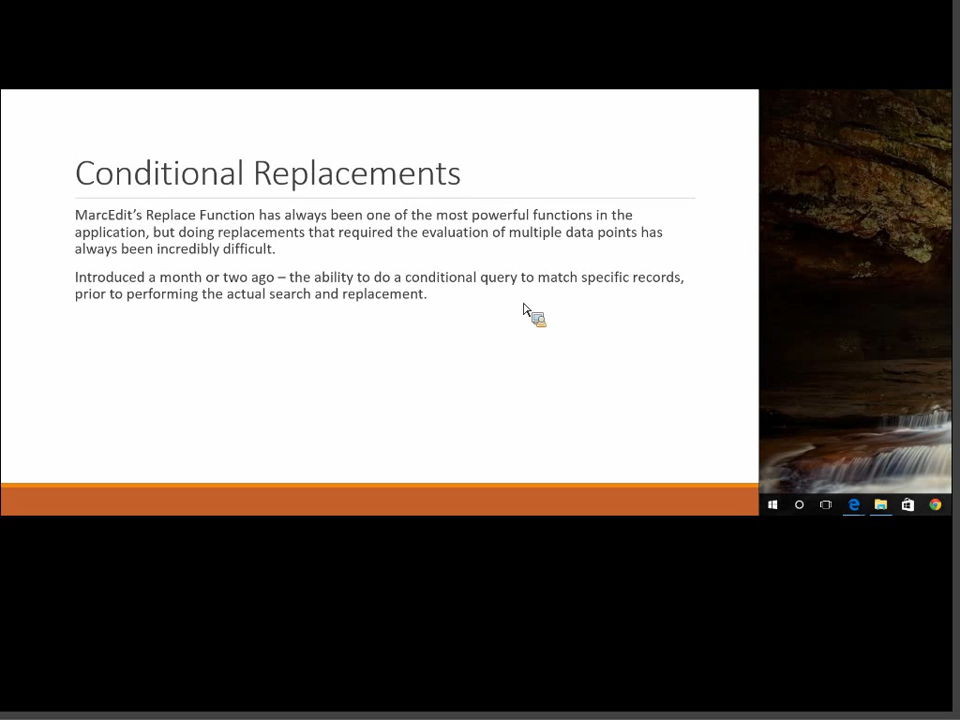 Conditional Replacements
MarcEdit’s Replace Function has always been one of the most powerful functions in the
application, but doing replacements that required the evaluation of multiple data points has
always been incredibly difficult.
Introduced a month or two ago – the ability to do a conditional query to match specific records,
prior to performing the actual search and replacement.